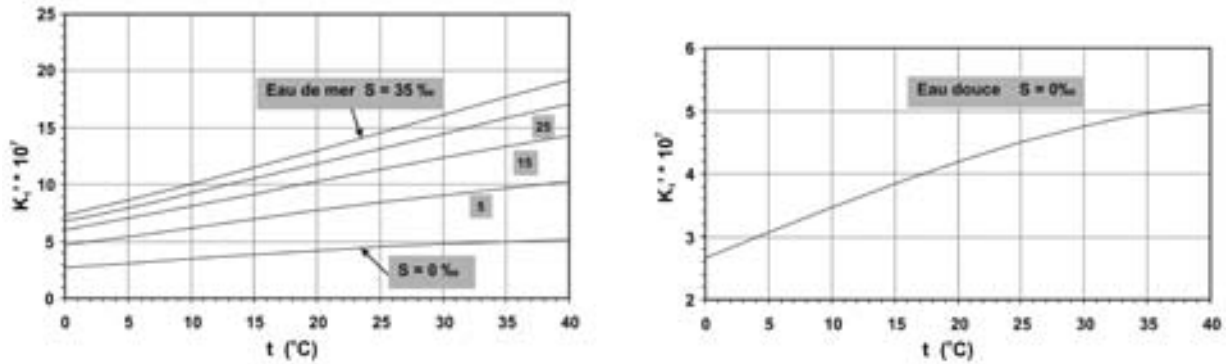 25
20
15
10
5
0
K₁' * 10⁷
Eau de mer S = 35 ‰
25
15
5
S = 0 ‰
0 5 10 15 20 25 30 35 40
t (°C)
6
5
4
3
2
K₁' * 10⁷
Eau douce S = 0‰
0 5 10 15 20 25 30 35 40
t (°C)